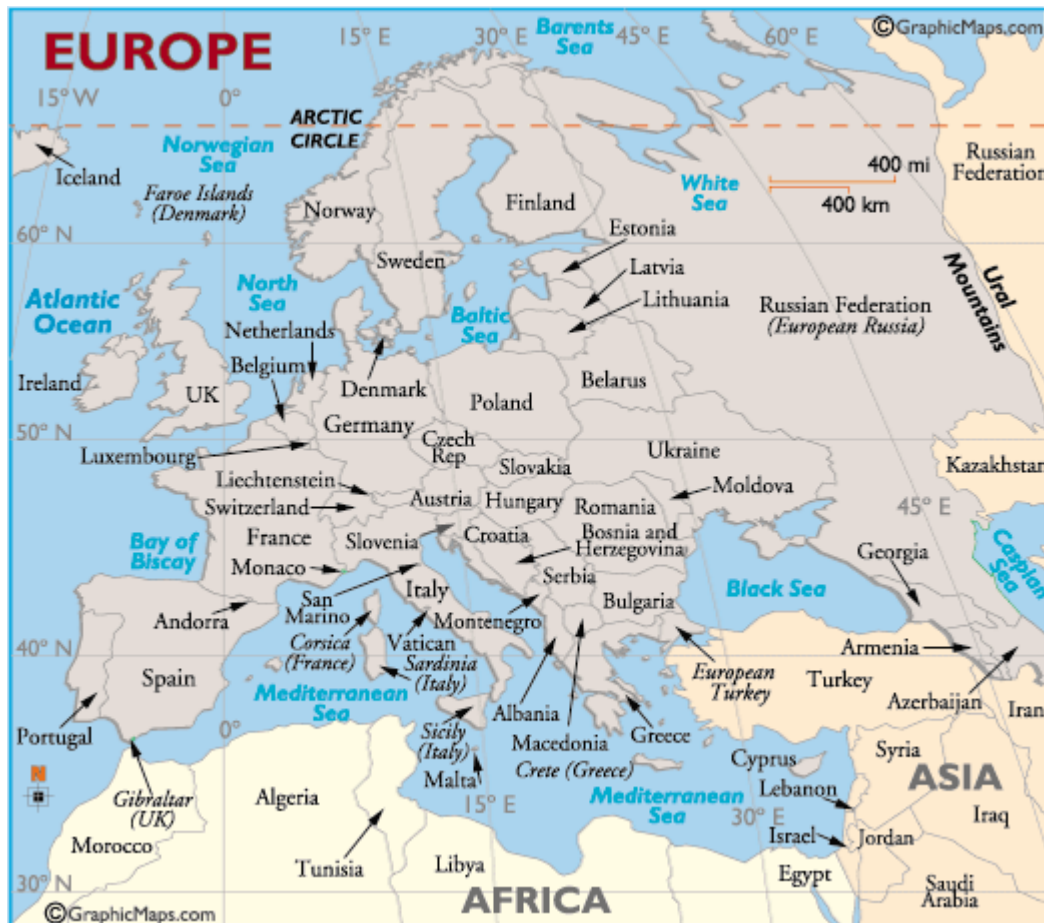 ©GraphicMaps.com
EUROPE
15° W
0°
15° E
30° E
Barents
Sea
45° E
60° E
ARCTIC
CIRCLE
Norwegian
Sea
Iceland
Faroe Islands
(Denmark)
Russian
Federation
400 mi
400 km
White
Sea
Norway
Finland
Sweden
60° N
Estonia
Latvia
Lithuania
Ural
Mountains
Atlantic
Ocean
North
Sea
Baltic
Sea
Russian Federation
(European Russia)
Netherlands
Belgium
Ireland
UK
Denmark
Belarus
Poland
Germany
50° N
Luxembourg
Czech
Rep
Ukraine
Slovakia
Kazakhstan
Liechtenstein
Switzerland
Austria
Hungary
Moldova
Romania
45° E
France
Slovenia
Croatia
Bosnia and
Herzegovina
Bay of
Biscay
Monaco
Georgia
Caspian
Sea
San
Marino
Italy
Serbia
Black Sea
Andorra
Montenegro
Bulgaria
Corsica
(France)
Vatican
Sardinia
(Italy)
40° N
Spain
European
Turkey
Turkey
Armenia
Azerbaijan
Iran
Mediterranean
Sea
Portugal
0°
Sicily
(Italy)
Albania
Macedonia
Greece
Crete (Greece)
Malta
Cyprus
Syria
ASIA
Lebanon
N
Gibraltar
(UK)
Algeria
15° E
Mediterranean
Sea
30° E
Israel
Jordan
Iraq
Morocco
Tunisia
Libya
Egypt
Saudi
Arabia
30° N
AFRICA
©GraphicMaps.com